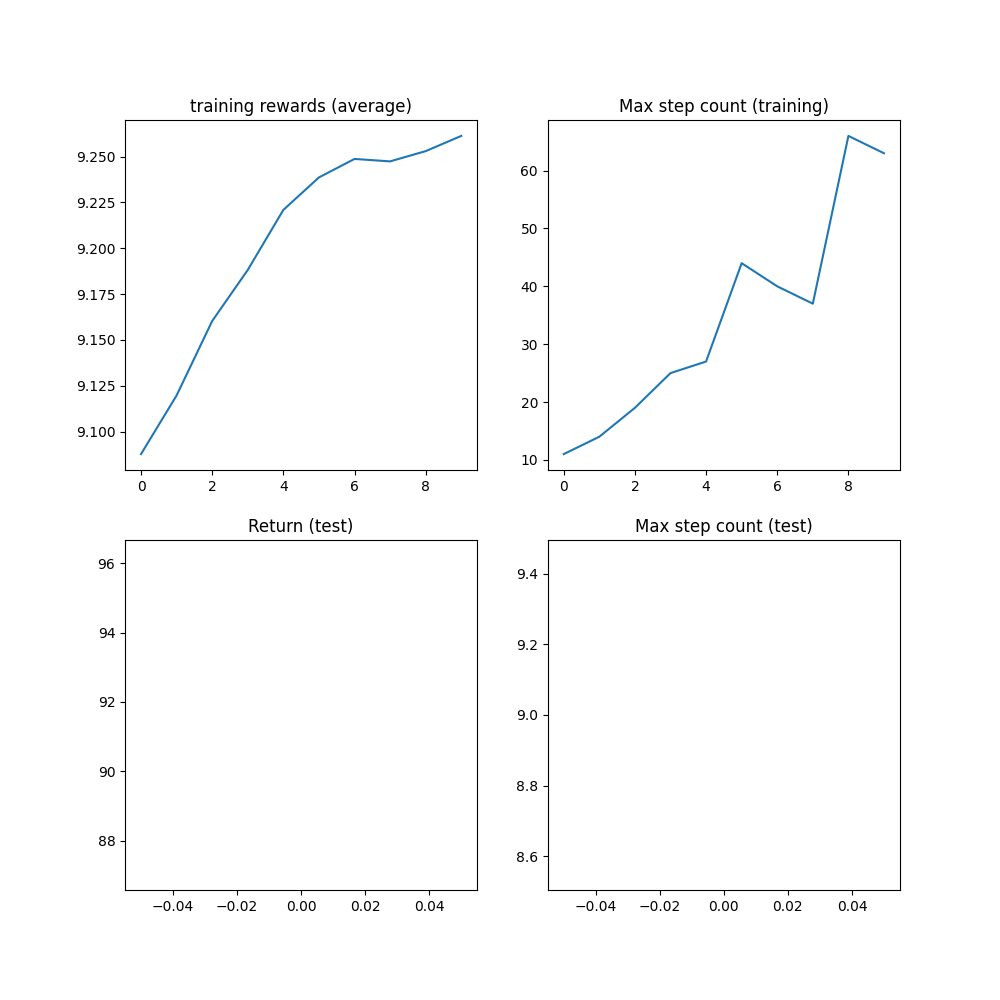 training rewards (average)
9.250
9.225
9.200
9.175
9.150
9.125
9.100
0 2 4 6 8
Max step count (training)
60
50
40
30
20
10
0 2 4 6 8
Return (test)
96
94
92
90
88
−0.04 −0.02 0.00 0.02 0.04
Max step count (test)
9.4
9.2
9.0
8.8
8.6
−0.04 −0.02 0.00 0.02 0.04